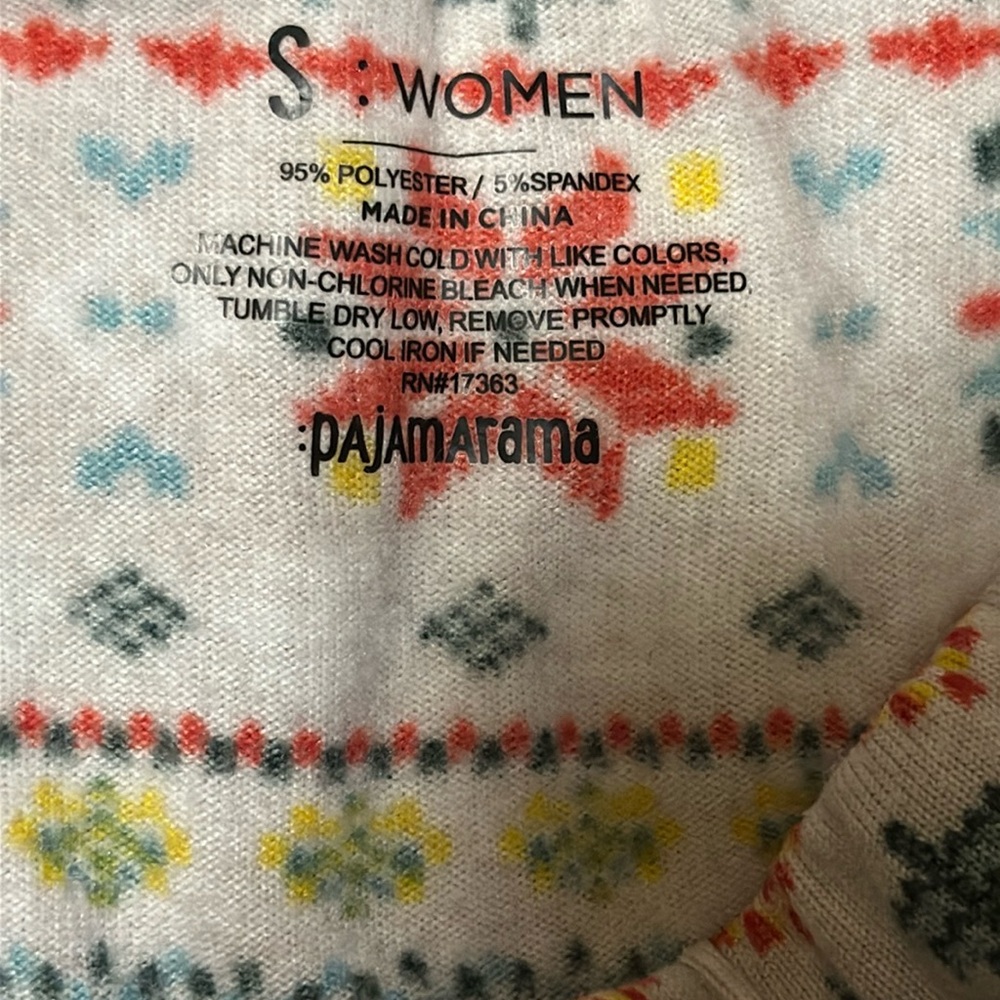 S : WOMEN
95% POLYESTER / 5%SPANDEX
MADE IN CHINA
MACHINE WASH COLD WITH LIKE COLORS,
ONLY NON-CHLORINE BLEACH WHEN NEEDED,
TUMBLE DRY LOW, REMOVE PROMPTLY
COOL IRON IF NEEDED
RN#17363
:pAjAmArama